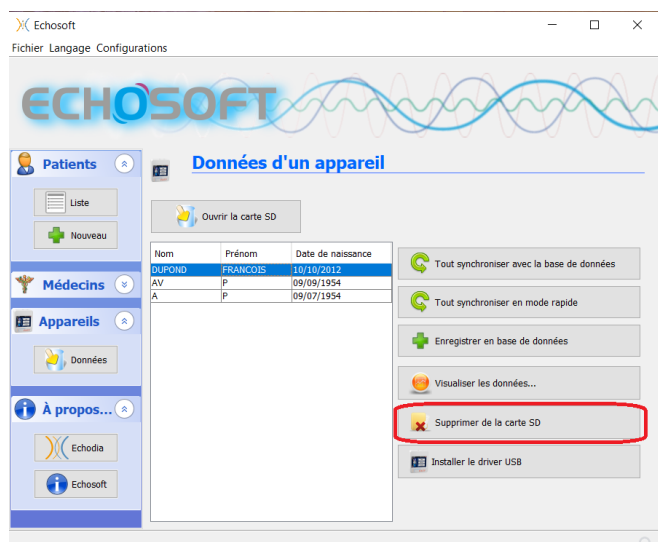 Echosoft
Fichier Langage Configurations
ECHOSOFT
Patients
Liste
Nouveau
Médecins
Appareils
Données
À propos...
Echodia
Echosoft
Données d'un appareil
Ouvrir la carte SD
Nom Prénom Date de naissance
DUPOND FRANCOIS 10/10/2012
AV P 09/09/1954
A P 09/07/1954
Tout synchroniser avec la base de données
Tout synchroniser en mode rapide
Enregistrer en base de données
Visualiser les données...
Supprimer de la carte SD
Installer le driver USB